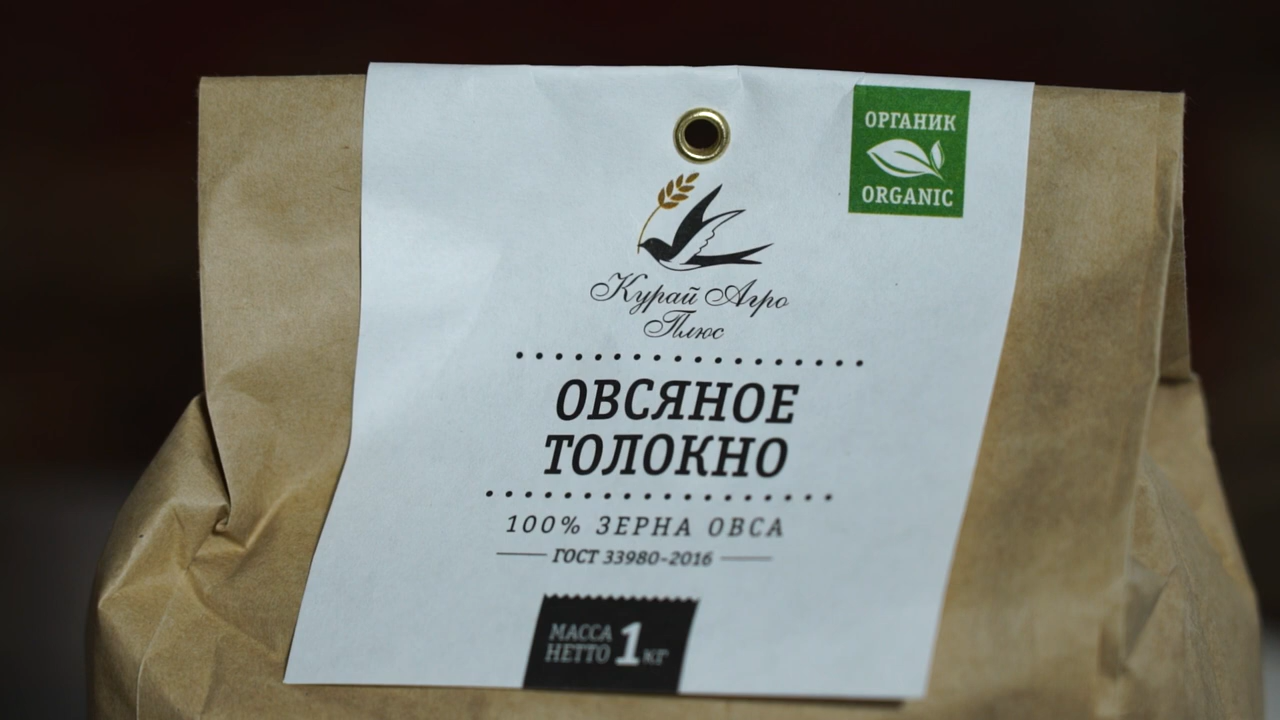 ОРГАНИК
ORGANIC
Курай Агро
Плюс
ОВСЯНОЕ
ТОЛОКНО
100% ЗЕРНА ОВСА
ГОСТ 33980-2016
МАССА
НЕТТО 1 кг